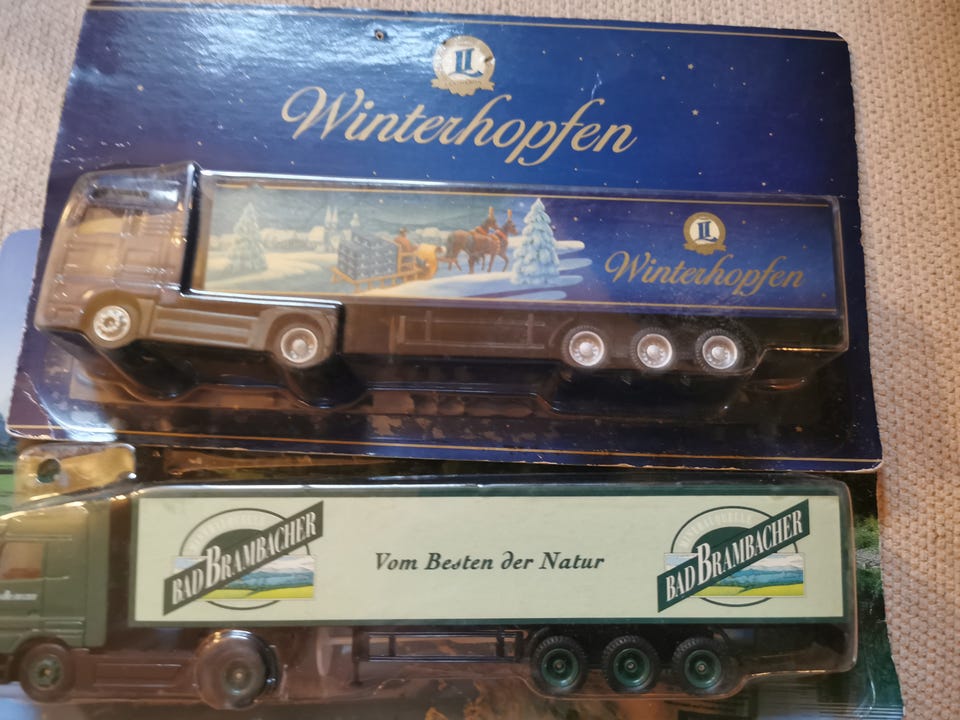 Winterhopfen
Winterhopfen
BAD BRAMBACHER
Vom Besten der Natur
BAD BRAMBACHER